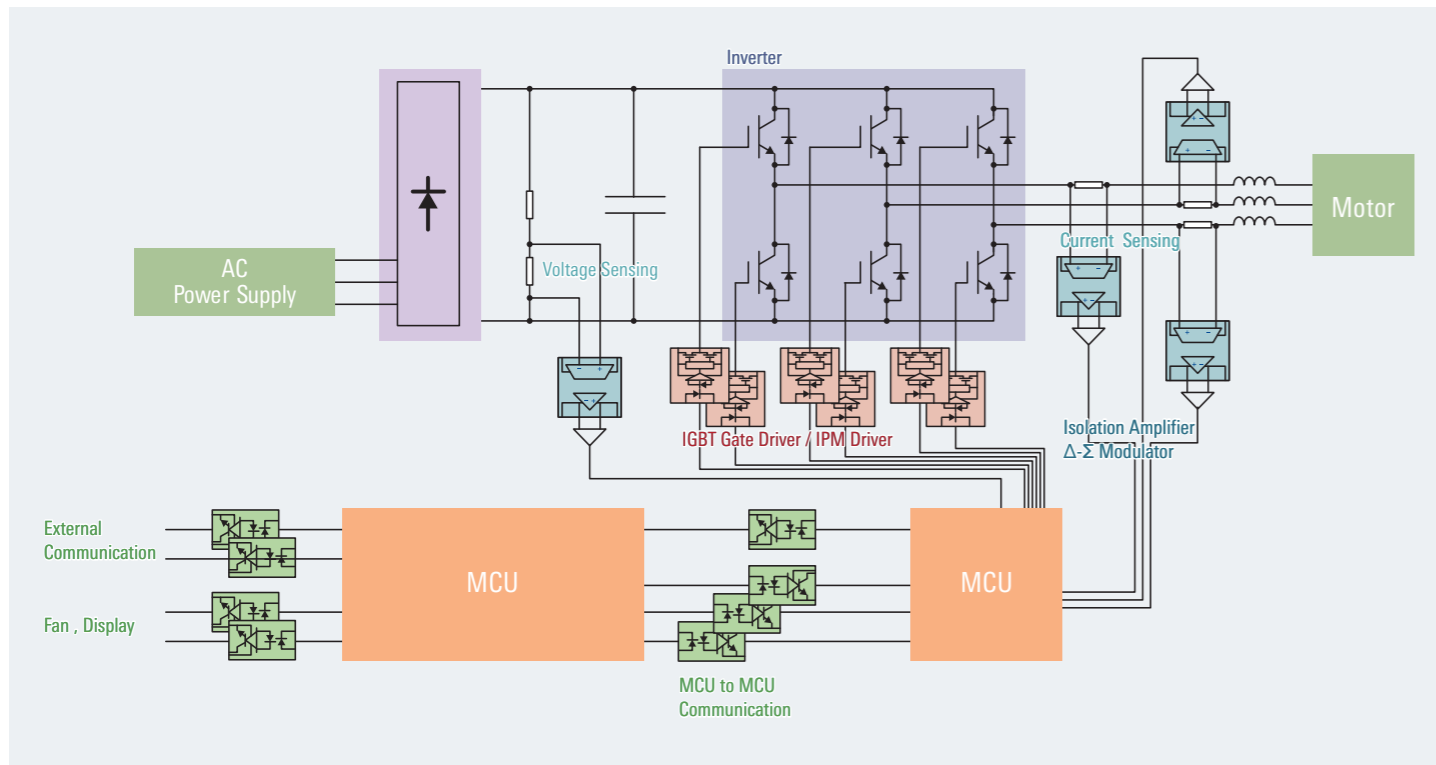 Inverter
Motor
AC
Power Supply
Voltage Sensing
Current Sensing
IGBT Gate Driver / IPM Driver
Isolation Amplifier
Δ-Σ Modulator
External
Communication
Fan , Display
MCU
MCU
MCU to MCU
Communication